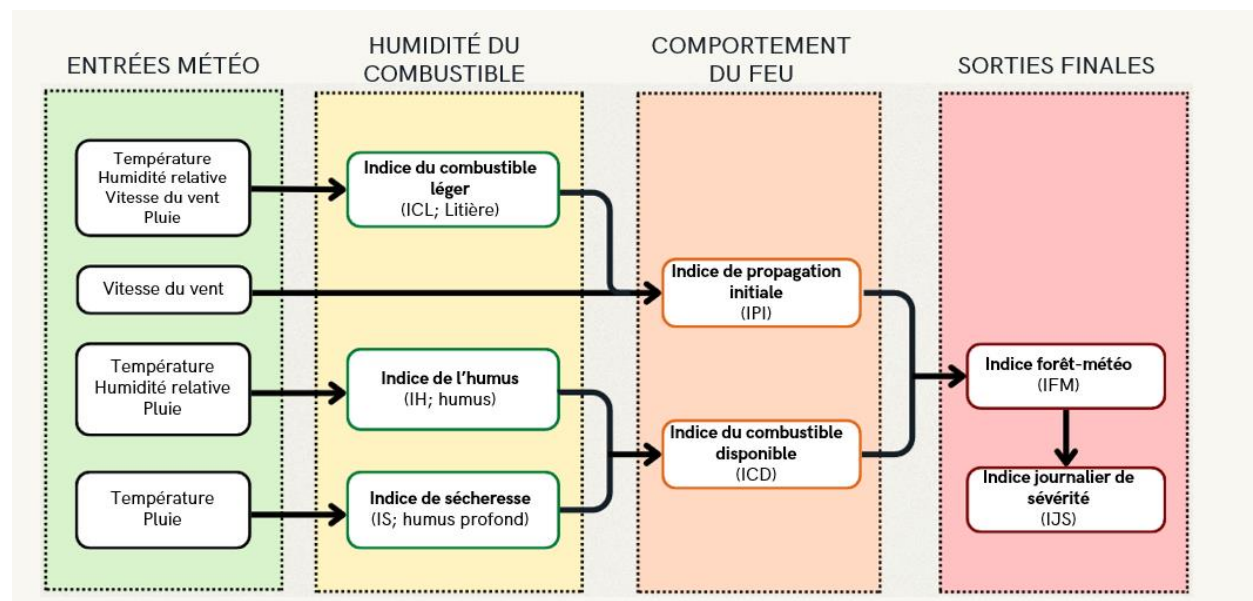 ENTRÉES MÉTÉO
HUMIDITÉ DU
COMBUSTIBLE
COMPORTEMENT
DU FEU
SORTIES FINALES
Température
Humidité relative
Vitesse du vent
Pluie
Vitesse du vent
Température
Humidité relative
Pluie
Température
Pluie
Indice du combustible
léger
(ICL; Litière)
Indice de l’humus
(IH; humus)
Indice de sécheresse
(IS; humus profond)
Indice de propagation
initiale
(IPI)
Indice du combustible
disponible
(ICD)
Indice forêt-météo
(IFM)
Indice journalier de
sévérité
(IJS)